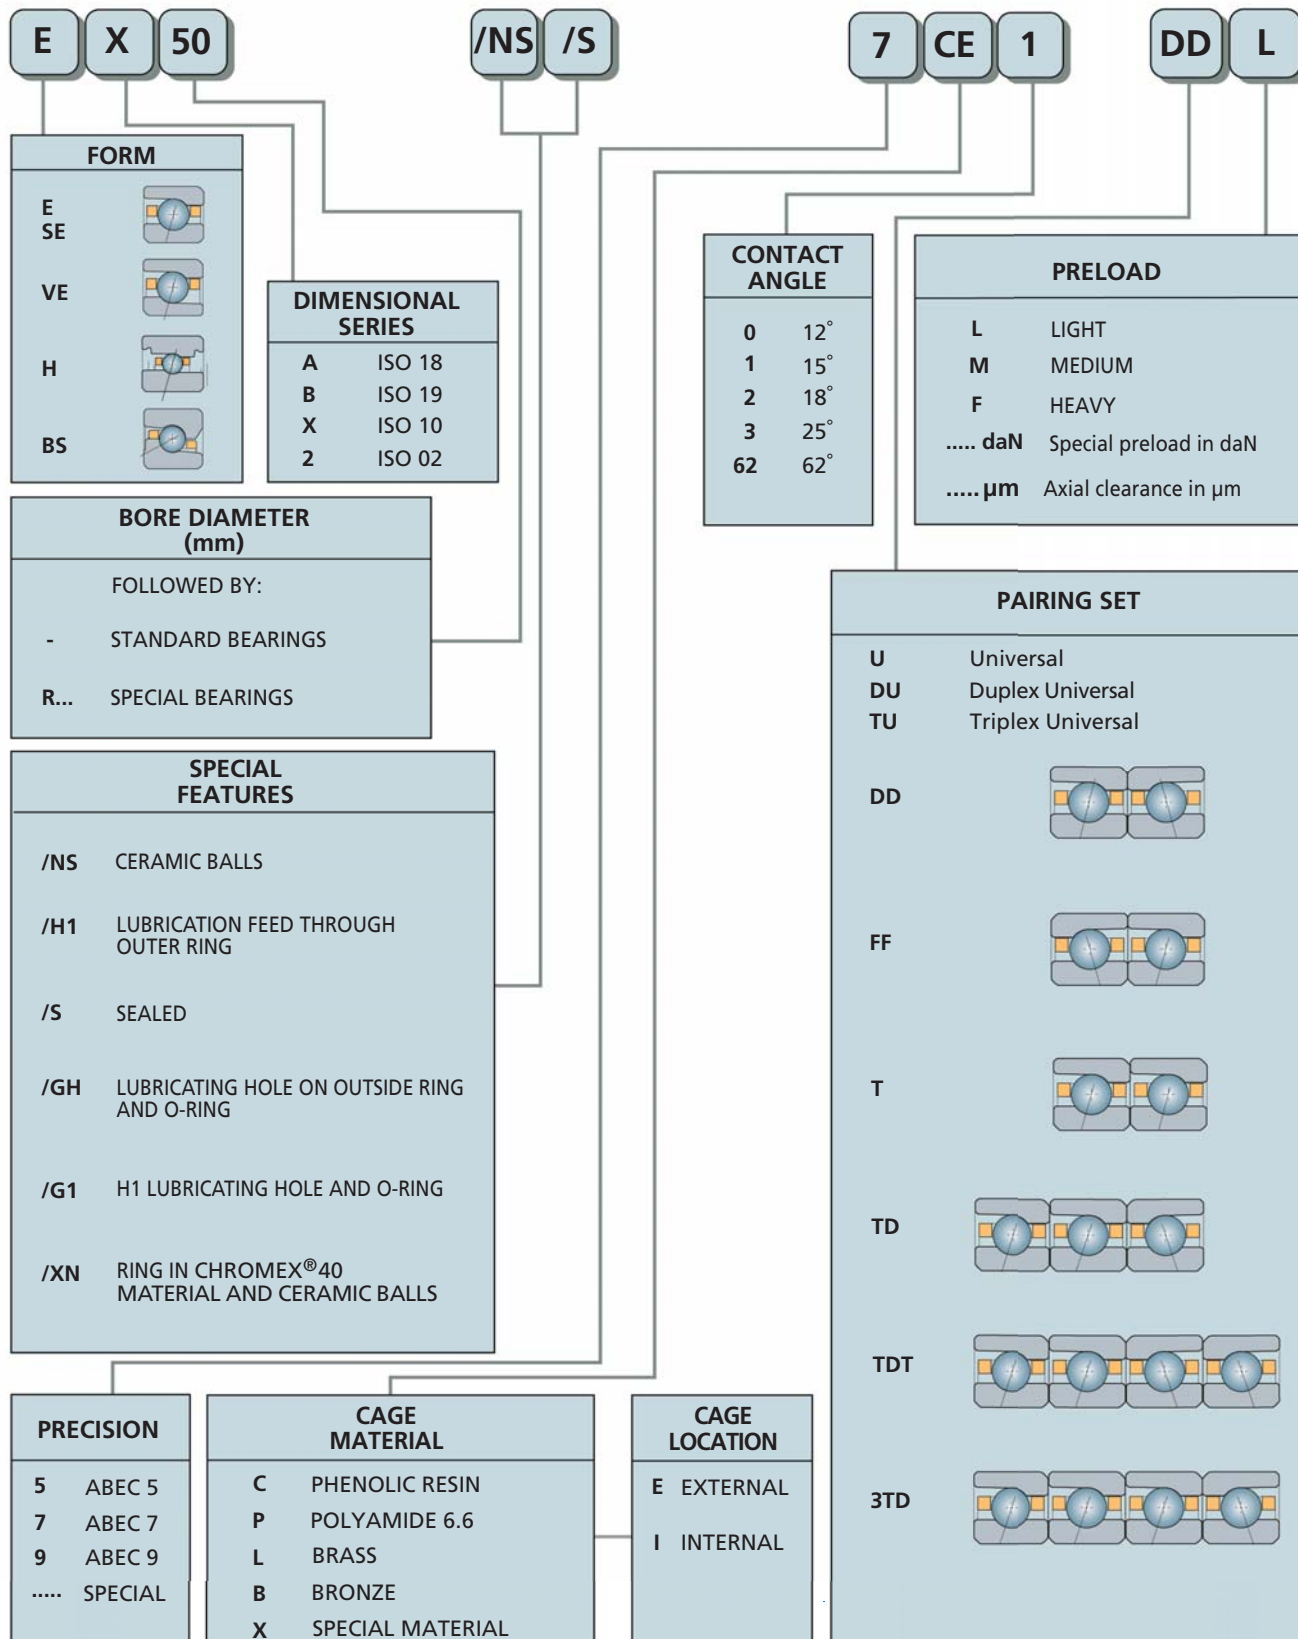 E X 50 /NS /S 7 CE 1 DD L
FORM
E
SE
VE
H
BS
DIMENSIONAL
SERIES
A ISO 18
B ISO 19
X ISO 10
2 ISO 02
CONTACT
ANGLE
0 12°
1 15°
2 18°
3 25°
62 62°
PRELOAD
L LIGHT
M MEDIUM
F HEAVY
..... daN Special preload in daN
..... µm Axial clearance in µm
BORE DIAMETER
(mm)
FOLLOWED BY:
- STANDARD BEARINGS
R... SPECIAL BEARINGS
SPECIAL
FEATURES
/NS CERAMIC BALLS
/H1 LUBRICATION FEED THROUGH
OUTER RING
/S SEALED
/GH LUBRICATING HOLE ON OUTSIDE RING
AND O-RING
/G1 H1 LUBRICATING HOLE AND O-RING
/XN RING IN CHROMEX®40
MATERIAL AND CERAMIC BALLS
PAIRING SET
U Universal
DU Duplex Universal
TU Triplex Universal
DD
FF
T
TD
TDT
3TD
PRECISION
5 ABEC 5
7 ABEC 7
9 ABEC 9
..... SPECIAL
CAGE
MATERIAL
C PHENOLIC RESIN
P POLYAMIDE 6.6
L BRASS
B BRONZE
X SPECIAL MATERIAL
CAGE
LOCATION
E EXTERNAL
I INTERNAL